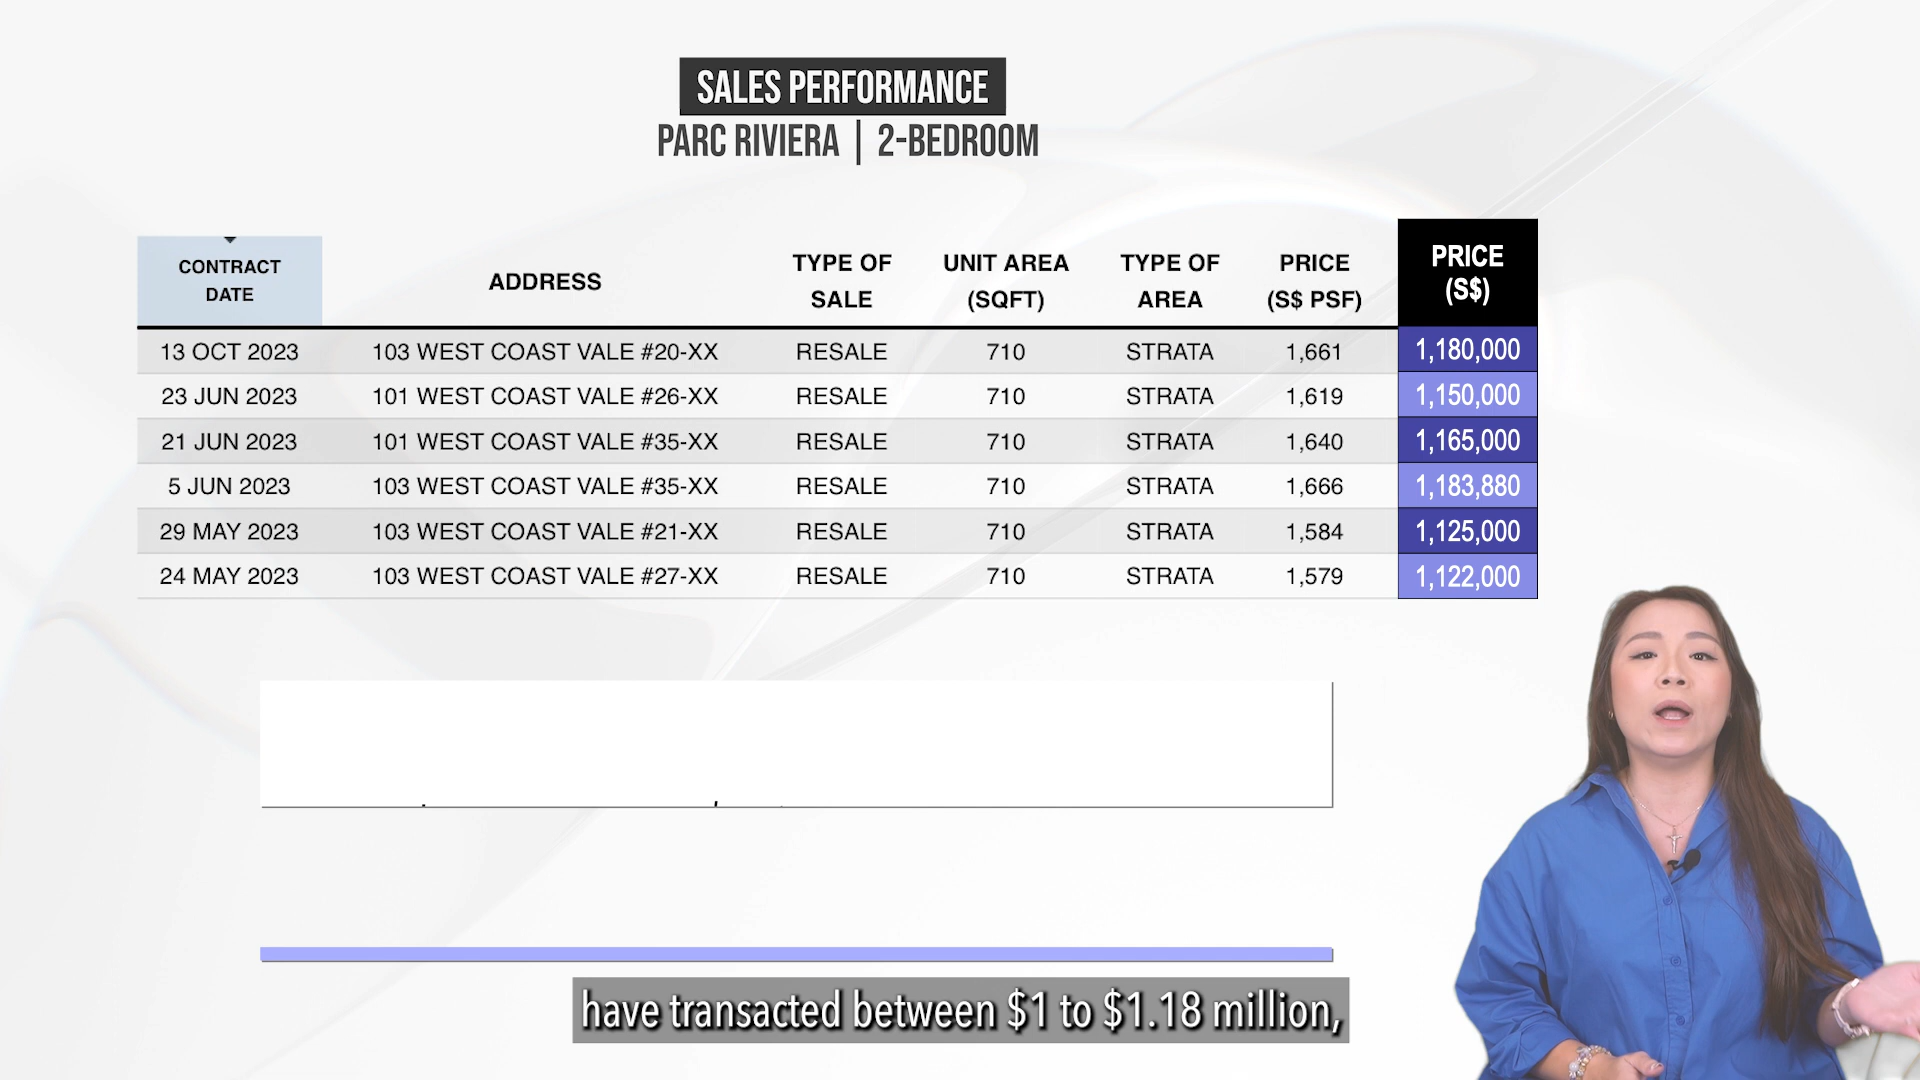 SALES PERFORMANCE
PARC RIVIERA | 2-BEDROOM
CONTRACT DATE ADDRESS TYPE OF SALE UNIT AREA (SQFT) TYPE OF AREA PRICE (S$ PSF) PRICE (S$)
13 OCT 2023 103 WEST COAST VALE #20-XX RESALE 710 STRATA 1,661 1,180,000
23 JUN 2023 101 WEST COAST VALE #26-XX RESALE 710 STRATA 1,619 1,150,000
21 JUN 2023 101 WEST COAST VALE #35-XX RESALE 710 STRATA 1,640 1,165,000
5 JUN 2023 103 WEST COAST VALE #35-XX RESALE 710 STRATA 1,666 1,183,880
29 MAY 2023 103 WEST COAST VALE #21-XX RESALE 710 STRATA 1,584 1,125,000
24 MAY 2023 103 WEST COAST VALE #27-XX RESALE 710 STRATA 1,579 1,122,000
have transacted between $1 to $1.18 million,